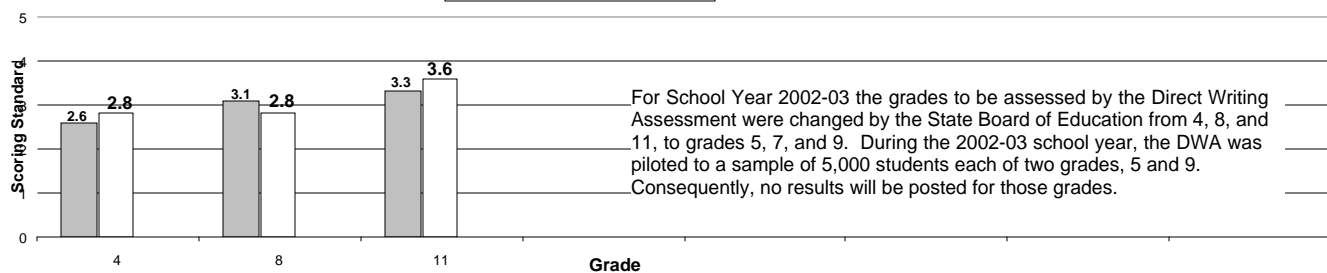 5
4
3
2
1
0
Scoring Standard
2.6
2.8
3.1
2.8
3.3
3.6
For School Year 2002-03 the grades to be assessed by the Direct Writing
Assessment were changed by the State Board of Education from 4, 8, and
11, to grades 5, 7, and 9.  During the 2002-03 school year, the DWA was
piloted to a sample of 5,000 students each of two grades, 5 and 9.
Consequently, no results will be posted for those grades.
4
8
11
Grade